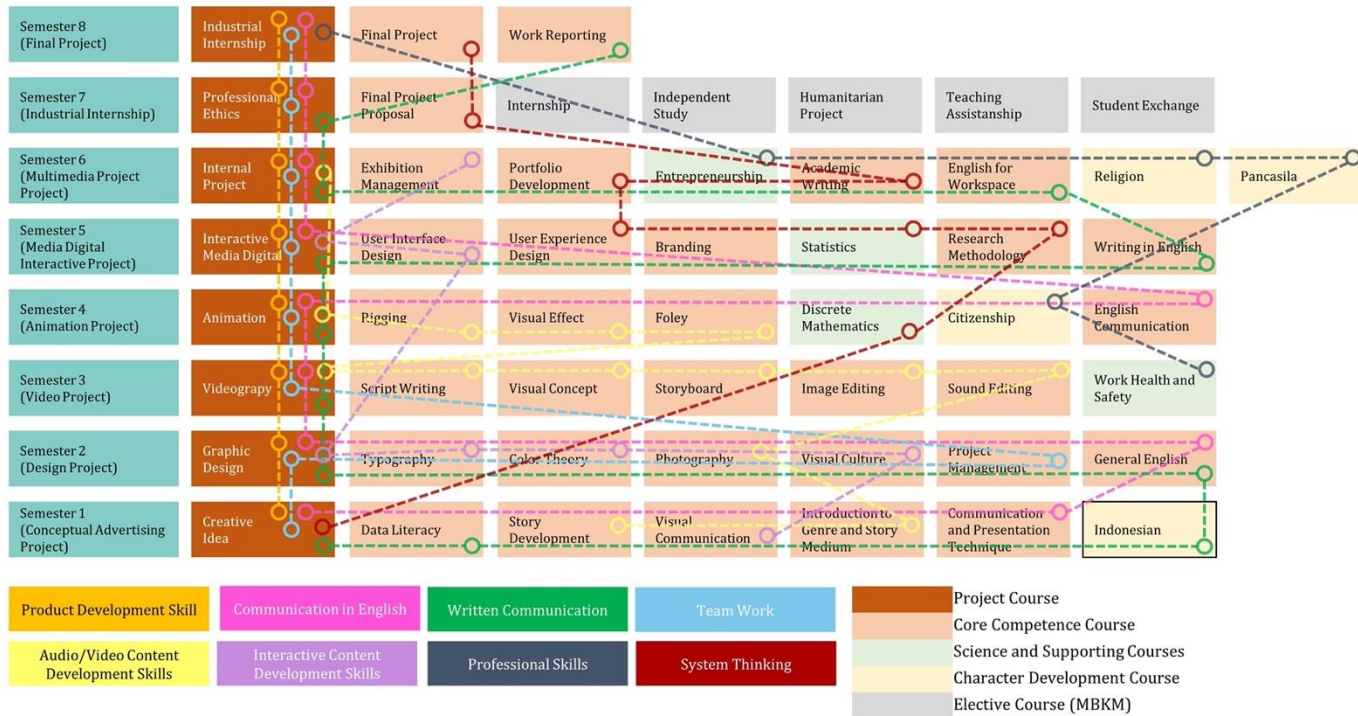 Semester 8
(Final Project)
Industrial
Internship
Final Project
Work Reporting
Semester 7
(Industrial Internship)
Professional
Ethics
Final Project
Proposal
Internship
Independent
Study
Humanitarian
Project
Teaching
Assistanship
Student Exchange
Semester 6
(Multimedia Project
Project)
Internal
Project
Exhibition
Management
Portfolio
Development
Entrepreneurship
Academic
Writing
English for
Workspace
Religion
Pancasila
Semester 5
(Media Digital
Interactive Project)
Interactive
Media Digital
User Interface
Design
User Experience
Design
Branding
Statistics
Research
Methodology
Writing in English
Semester 4
(Animation Project)
Animation
Rigging
Visual Effect
Foley
Discrete
Mathematics
Citizenship
English
Communication
Semester 3
(Video Project)
Videograpy
Script Writing
Visual Concept
Storyboard
Image Editing
Sound Editing
Work Health and
Safety
Semester 2
(Design Project)
Graphic
Design
Typography
Color Theory
Photography
Visual Culture
Project
Management
General English
Semester 1
(Conceptual Advertising
Project)
Creative
Idea
Data Literacy
Story
Development
Visual
Communication
Introduction to
Genre and Story
Medium
Communication
and Presentation
Technique
Indonesian
Product Development Skill
Communication in English
Written Communication
Team Work
Audio/Video Content
Development Skills
Interactive Content
Development Skills
Professional Skills
System Thinking
Project Course
Core Competence Course
Science and Supporting Courses
Character Development Course
Elective Course (MBKM)